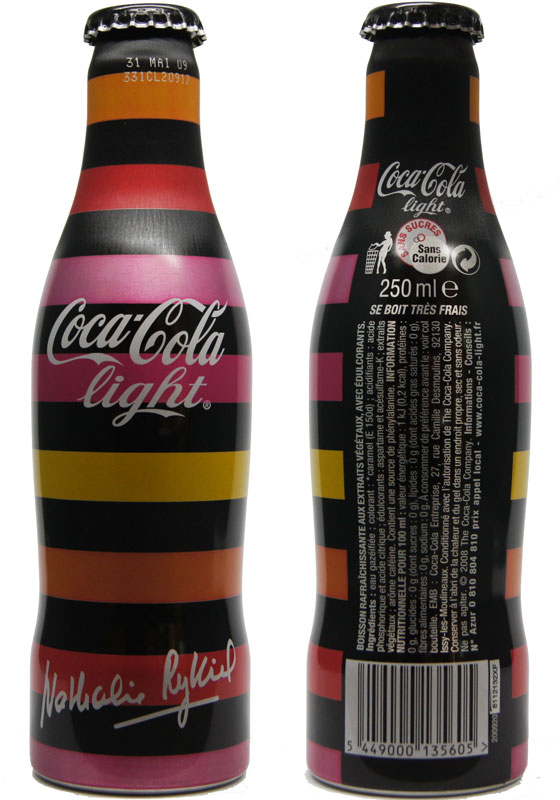 31 MAI 09
331CL20912
Coca-Cola
light®
Nathalie Rykiel
Coca-Cola
light®
SANS SUCRES
Sans
Calorie
250 ml e
SE BOIT TRÈS FRAIS
BOISSON RAFRAÎCHISSANTE AUX EXTRAITS VÉGÉTAUX, AVEC ÉDULCORANTS.
Ingrédients : eau gazéifiée ; colorant : *caramel (E 150d) ; acidifiants : acide
phosphorique et acide citrique ; édulcorants : aspartame et acésulfame-K ; extraits
végétaux ; arôme caféine. Contient une source de phénylalanine. INFORMATION
NUTRITIONNELLE POUR 100 ml : valeur énergétique : 1 kJ (0,2 kcal), protéines :
0 g, glucides : 0 g (dont sucres : 0 g), lipides : 0 g (dont acides gras saturés : 0 g),
fibres alimentaires : 0 g, sodium : 0 g. A consommer de préférence avant le : voir col
bouteille. EMB : Coca-Cola Entreprise, 27, rue Camille Desmoulins, 92130
Issy-les-Moulineaux. Conditionné avec l'autorisation de The Coca-Cola Company.
Conserver à l'abri de la chaleur et du gel dans un endroit propre, sec et sans odeur.
Ne pas agiter. © 2008 The Coca-Cola Company. Informations - Conseils :
N° Azur 0 810 804 810 prix appel local - www.coca-cola-light.fr
5 449000 135605 >
200920
8112132XF